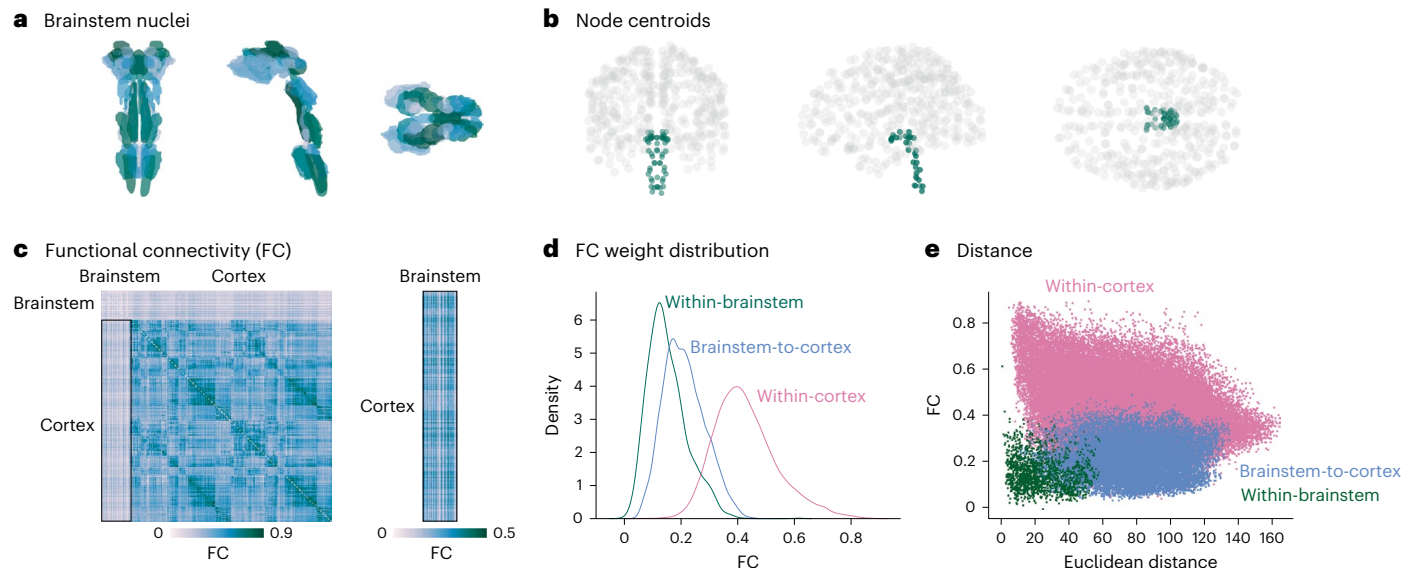 a Brainstem nuclei
b Node centroids
c Functional connectivity (FC)
Brainstem Cortex
Brainstem
Cortex
0 0.9
FC
Brainstem
Cortex
0 0.5
FC
d FC weight distribution
Within-brainstem
Brainstem-to-cortex
Within-cortex
Density
6
5
4
3
2
1
0
0 0.2 0.4 0.6 0.8
FC
e Distance
Within-cortex
FC
0.8
0.6
0.4
0.2
0
Brainstem-to-cortex
Within-brainstem
0 20 40 60 80 100 120 140 160
Euclidean distance